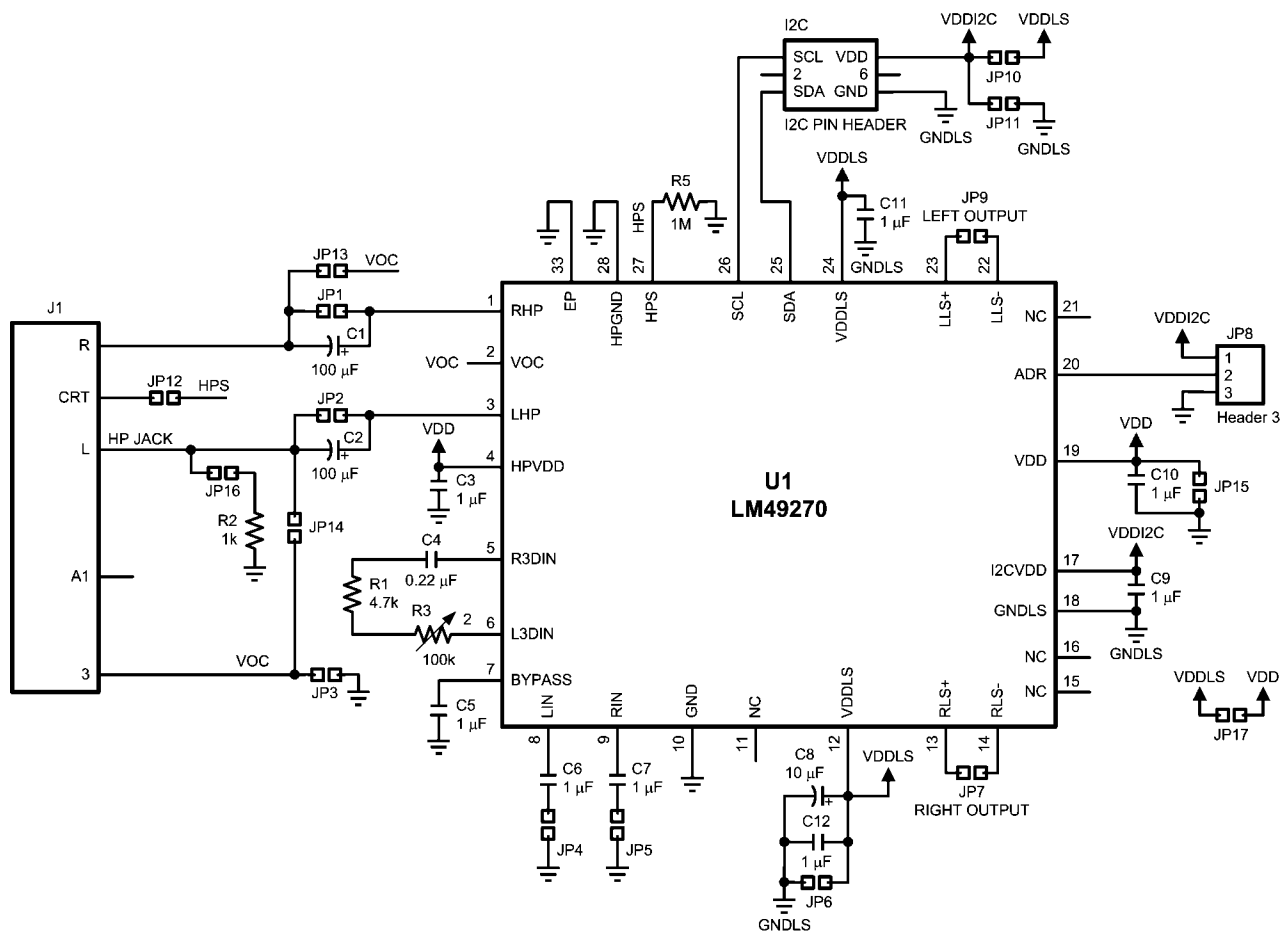 I2C
SCL VDD
2 6
SDA GND
I2C PIN HEADER
GNDLS
VDDI2C
VDDLS
JP10
JP11
GNDLS
VDDLS
C11
1 µF
GNDLS
JP9
LEFT OUTPUT
R5
1M
HPS
33
28
27
26
25
24
23
22
EP
HPGND
HPS
SCL
SDA
VDDLS
LLS+
LLS-
JP13
VOC
JP1
C1
+
100 µF
J1
R
CRT
JP12
HPS
L
HP JACK
JP2
C2
+
100 µF
JP16
R2
1k
JP14
A1
3
VOC
JP3
1
RHP
VOC
2
VOC
3
LHP
VDD
4
HPVDD
C3
1 µF
C4
0.22 µF
5
R3DIN
R1
4.7k
R3
2
100k
6
L3DIN
7
BYPASS
C5
1 µF
U1
LM49270
NC
21
ADR
20
VDDI2C
JP8
1
2
3
Header 3
VDD
19
VDD
C10
1 µF
JP15
VDDI2C
I2CVDD
17
GNDLS
18
C9
1 µF
GNDLS
NC
16
NC
15
VDDLS
VDD
JP17
LIN
RIN
GND
NC
VDDLS
RLS+
RLS-
8
9
10
11
12
13
14
C6
1 µF
JP4
C7
1 µF
JP5
C8
10 µF
+
VDDLS
C12
1 µF
JP6
GNDLS
JP7
RIGHT OUTPUT